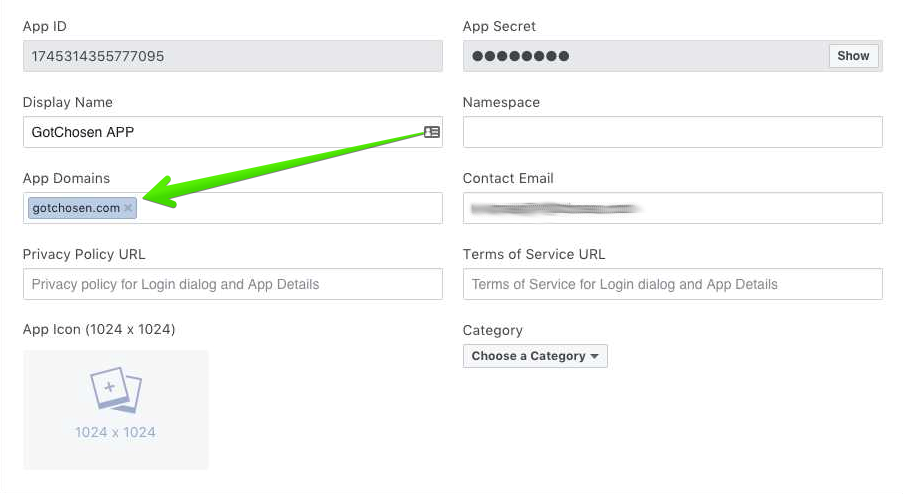 App ID
App Secret
1745314355777095
●●●●●●●●
Show
Display Name
Namespace
GotChosen APP
App Domains
Contact Email
gotchosen.com ×
Privacy Policy URL
Terms of Service URL
Privacy policy for Login dialog and App Details
Terms of Service for Login dialog and App Details
App Icon (1024 x 1024)
Category
Choose a Category
1024 x 1024